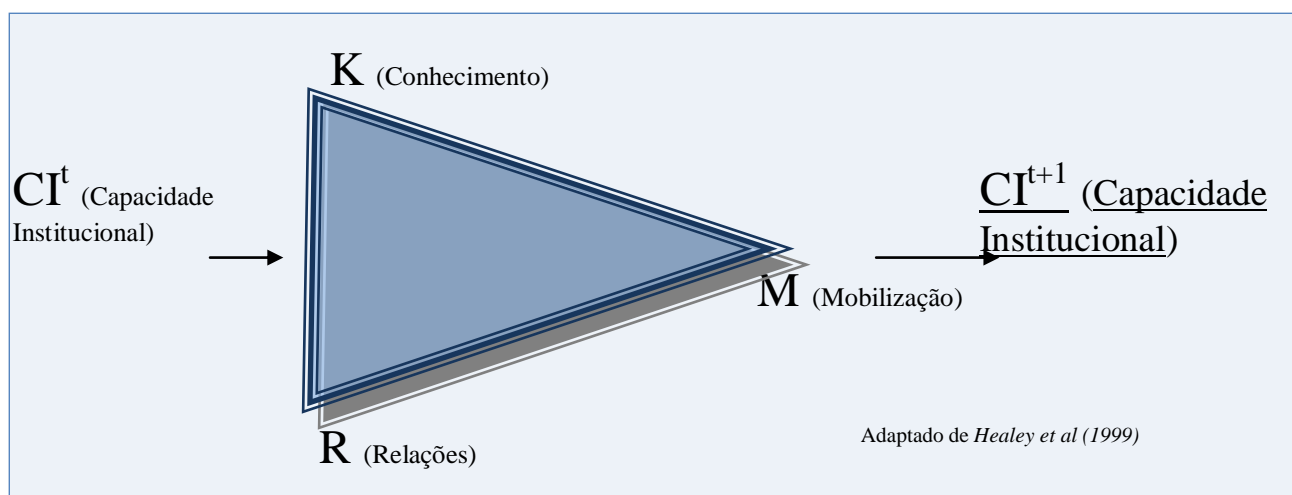 K (Conhecimento)
CI^t (Capacidade
Institucional)
CI^t+1 (Capacidade
Institucional)
M (Mobilização)
R (Relações)
Adaptado de Healey et al (1999)